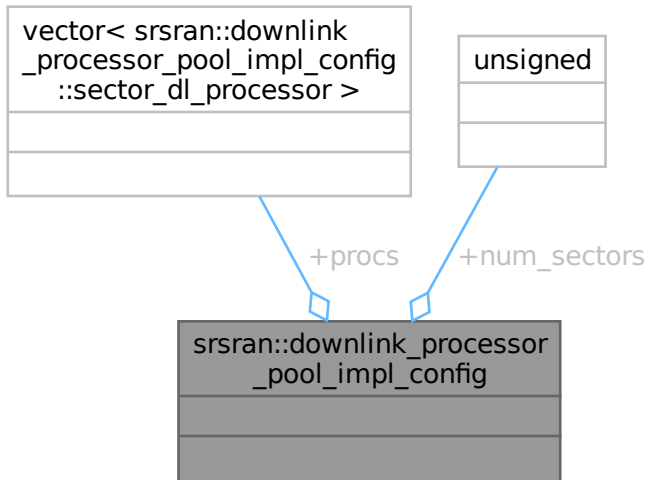 vector< srsran::downlink
_processor_pool_impl_config
::sector_dl_processor >
unsigned
+procs
+num_sectors
srsran::downlink_processor
_pool_impl_config